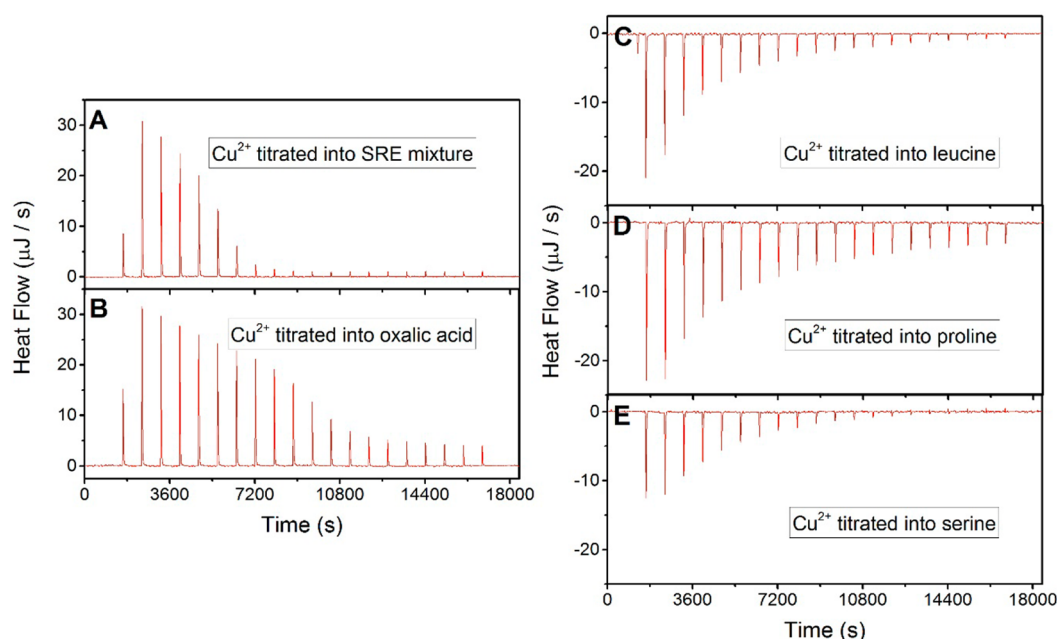 A
Cu²⁺ titrated into SRE mixture
30
20
10
0
B
Cu²⁺ titrated into oxalic acid
30
20
10
0
Heat Flow (μJ / s)
0 3600 7200 10800 14400 18000
Time (s)
C
Cu²⁺ titrated into leucine
0
-10
-20
D
Cu²⁺ titrated into proline
0
-10
-20
E
Cu²⁺ titrated into serine
0
-10
-20
Heat Flow (μJ / s)
0 3600 7200 10800 14400 18000
Time (s)